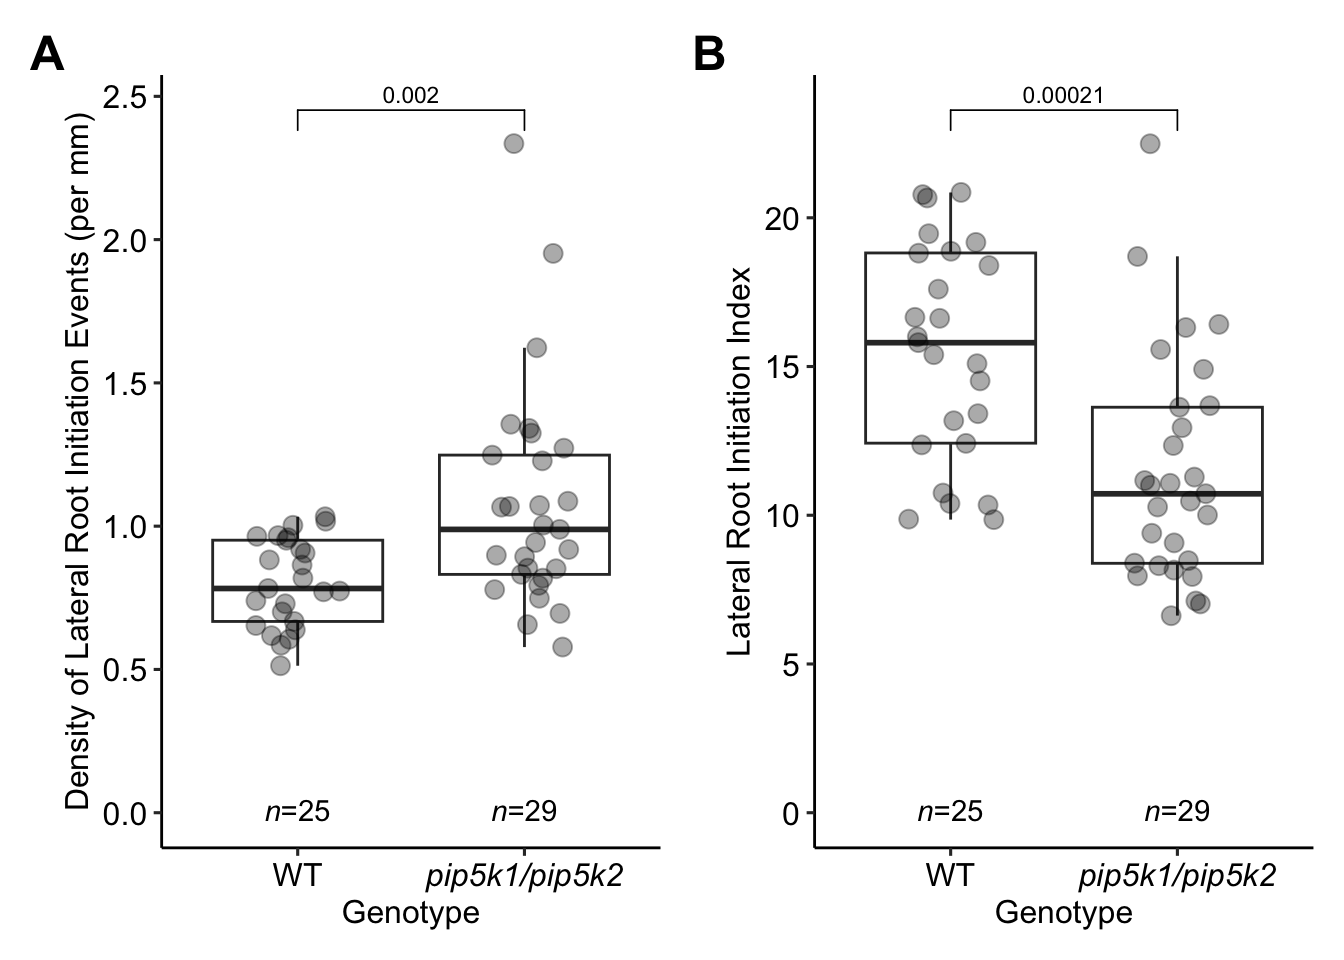 A
Density of Lateral Root Initiation Events (per mm)
2.5
2.0
1.5
1.0
0.5
0.0
0.002
n=25
n=29
WT
pip5k1/pip5k2
Genotype
B
Lateral Root Initiation Index
20
15
10
5
0
0.00021
n=25
n=29
WT
pip5k1/pip5k2
Genotype